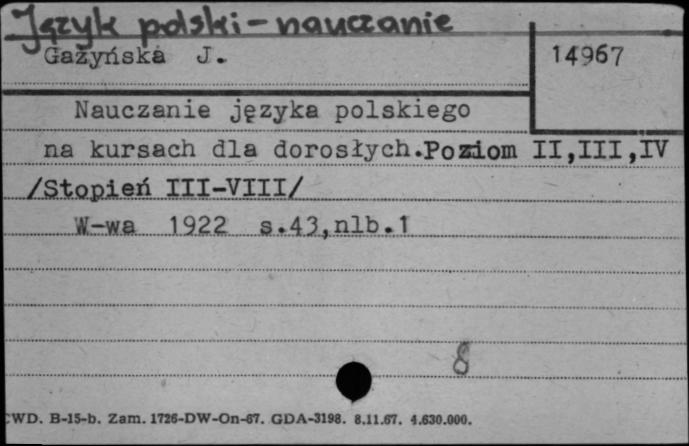 Język polski - nauczanie
Gażyńska J.
14967
Nauczanie języka polskiego
na kursach dla dorosłych.Poziom II,III,IV
/Stopień III-VIII/
W-wa 1922 s.43,nlb.1
8
CWD. B-15-b. Zam. 1726-DW-On-67. GDA-3198. 8.11.67. 4.630.000.